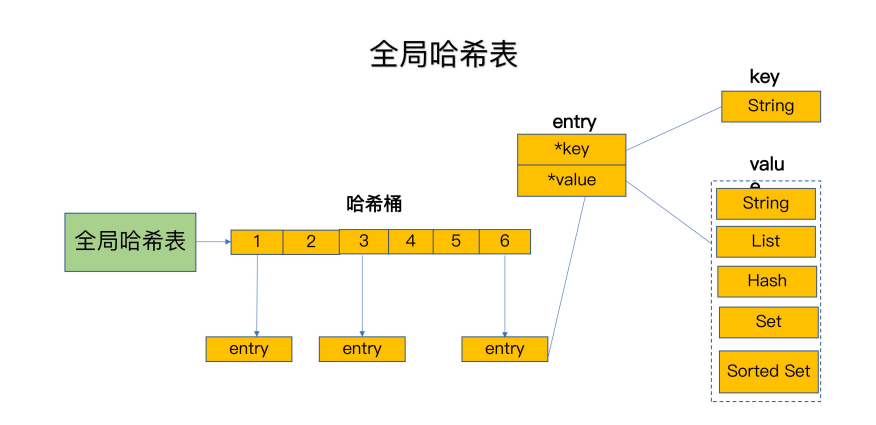 全局哈希表
key
String
entry
*key
*value
value
String
List
Hash
Set
Sorted Set
哈希桶
全局哈希表
1 2 3 4 5 6
entry entry entry